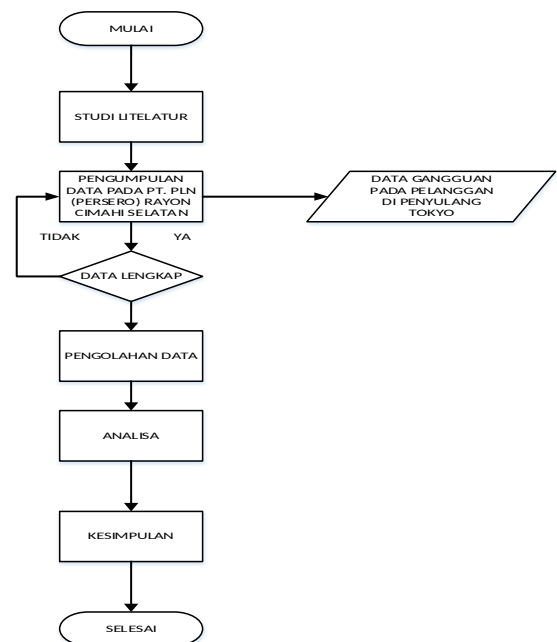 MULAI
STUDI LITELATUR
PENGUMPULAN
DATA PADA PT. PLN
(PERSERO) RAYON
CIMAHI SELATAN
DATA GANGGUAN
PADA PELANGGAN
DI PENYULANG
TOKYO
TIDAK
YA
DATA LENGKAP
PENGOLAHAN DATA
ANALISA
KESIMPULAN
SELESAI